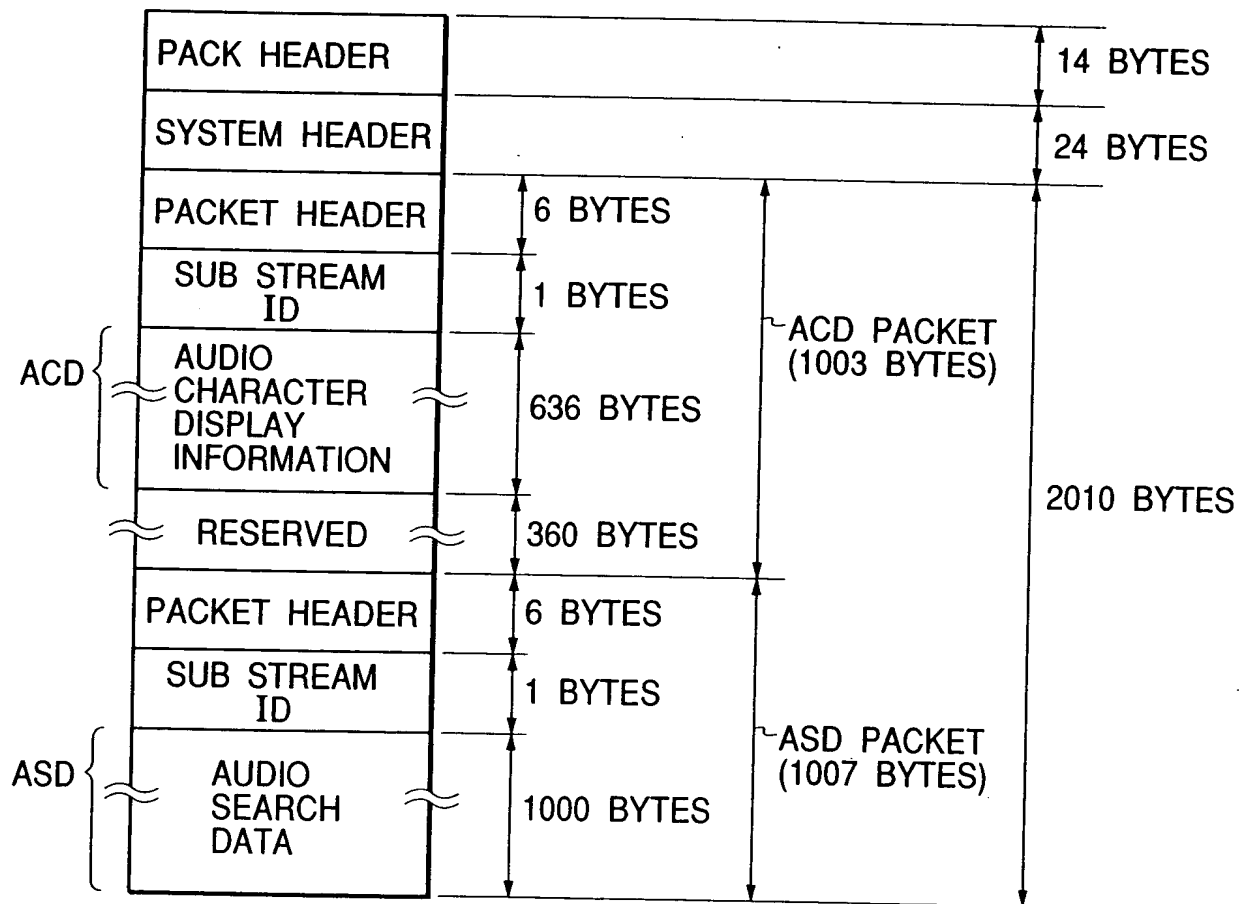 PACK HEADER
14 BYTES
SYSTEM HEADER
24 BYTES
PACKET HEADER
6 BYTES
SUB STREAM
ID
1 BYTES
ACD PACKET
(1003 BYTES)
ACD
AUDIO
CHARACTER
DISPLAY
INFORMATION
636 BYTES
2010 BYTES
RESERVED
360 BYTES
PACKET HEADER
6 BYTES
SUB STREAM
ID
1 BYTES
ASD PACKET
(1007 BYTES)
ASD
AUDIO
SEARCH
DATA
1000 BYTES